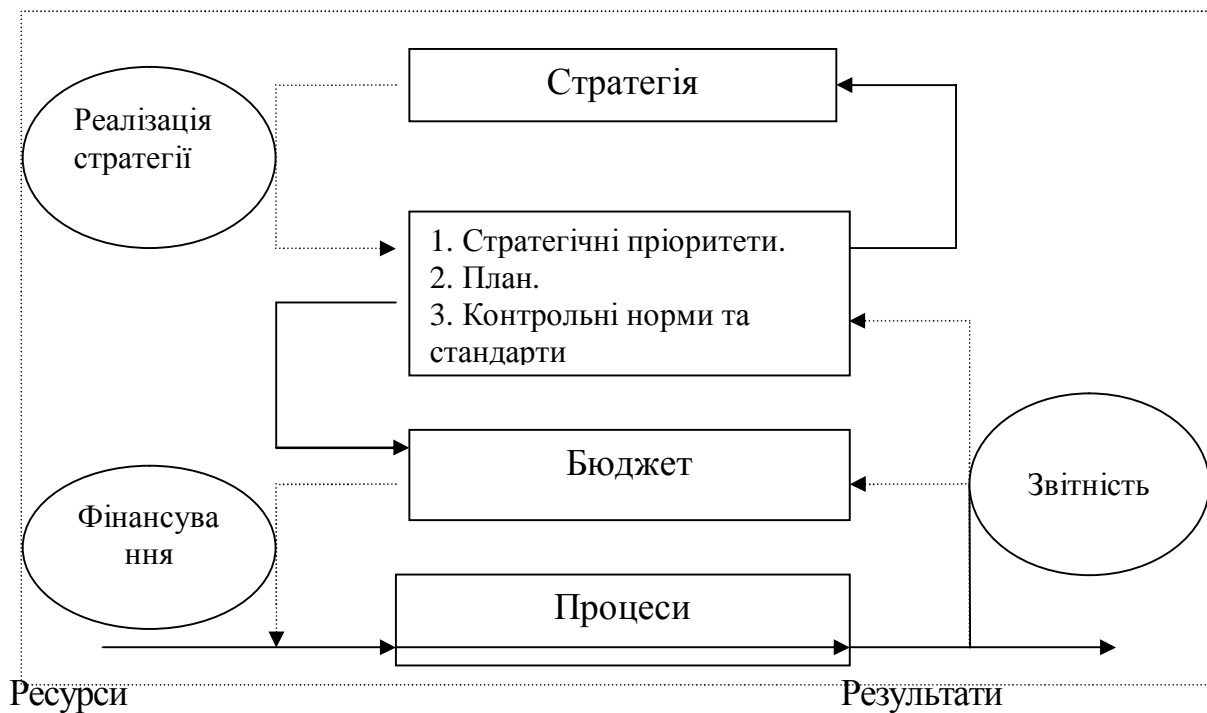 Стратегія
Реалізація
стратегії
1. Стратегічні пріоритети.
2. План.
3. Контрольні норми та
стандарти
Бюджет
Звітність
Фінансува
ння
Процеси
Ресурси
Результати